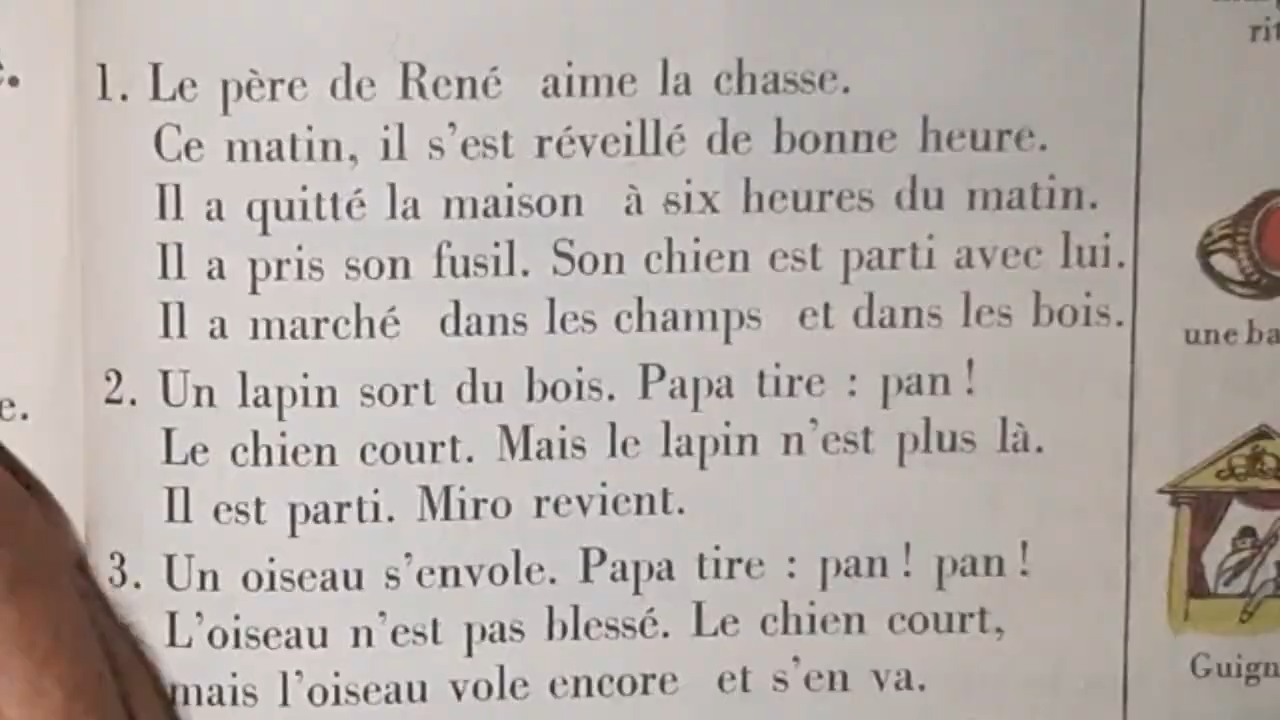 1. Le père de René aime la chasse.
Ce matin, il s'est réveillé de bonne heure.
Il a quitté la maison à six heures du matin.
Il a pris son fusil. Son chien est parti avec lui.
Il a marché dans les champs et dans les bois.
2. Un lapin sort du bois. Papa tire : pan !
Le chien court. Mais le lapin n'est plus là.
Il est parti. Miro revient.
3. Un oiseau s'envole. Papa tire : pan ! pan !
L'oiseau n'est pas blessé. Le chien court,
mais l'oiseau vole encore et s'en va.
une